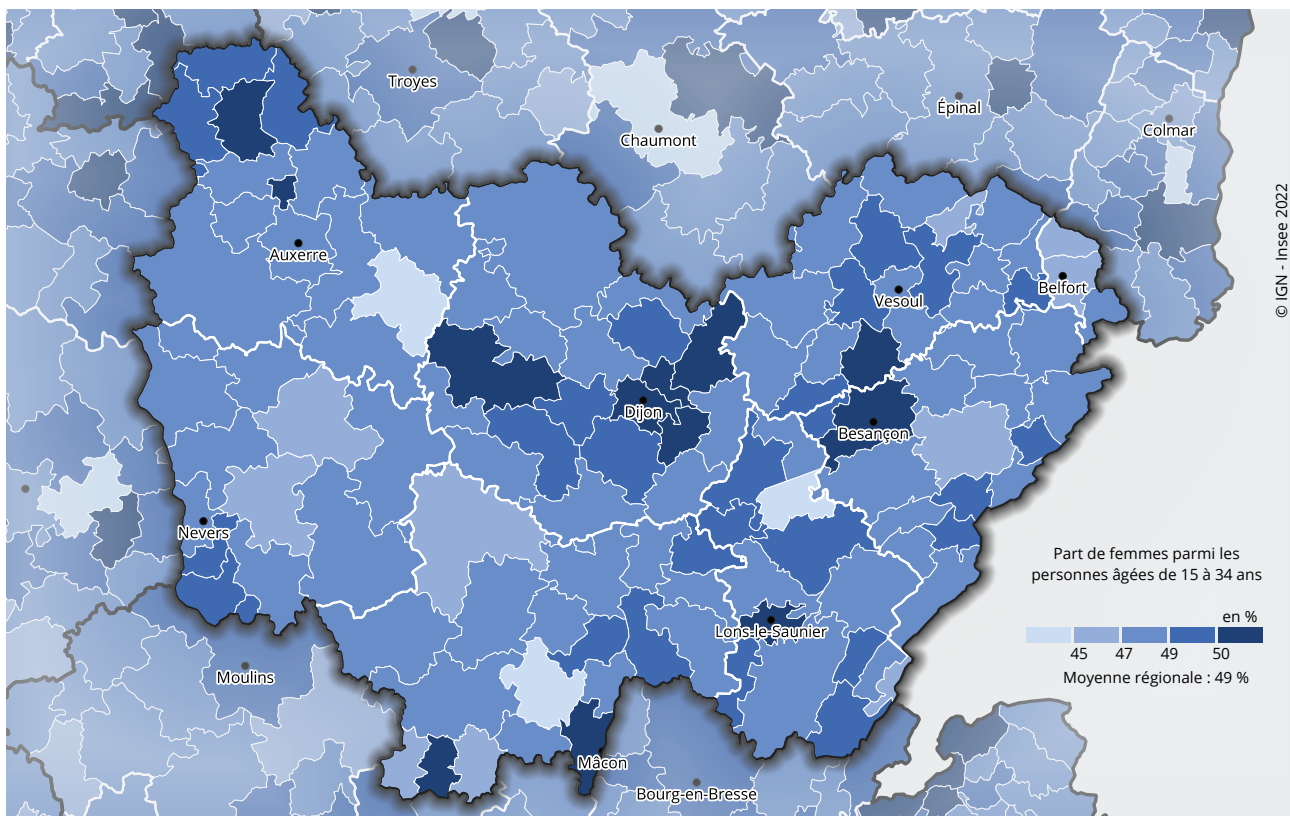 Troyes
Épinal
Chaumont
Colmar
Auxerre
Belfort
Vesoul
Dijon
Besançon
Nevers
Lons-le-Saunier
Moulins
Mâcon
Bourg-en-Bresse
Part de femmes parmi les
personnes âgées de 15 à 34 ans
en %
45 47 49 50
Moyenne régionale : 49 %
© IGN - Insee 2022